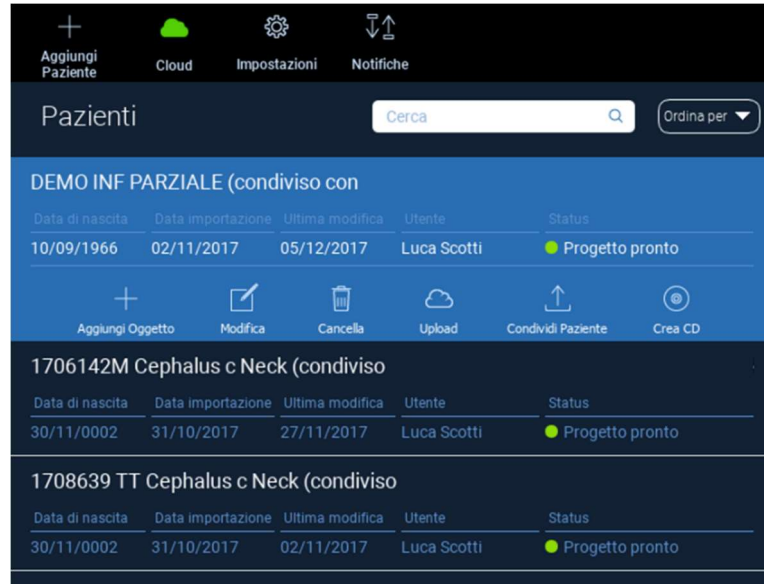 Aggiungi Paziente
Cloud
Impostazioni
Notifiche
Pazienti
Cerca
Ordina per
DEMO INF PARZIALE (condiviso con
Data di nascita Data importazione Ultima modifica Utente Status
10/09/1966 02/11/2017 05/12/2017 Luca Scotti Progetto pronto
Aggiungi Oggetto Modifica Cancella Upload Condividi Paziente Crea CD
1706142M Cephalus c Neck (condiviso
Data di nascita Data importazione Ultima modifica Utente Status
30/11/0002 31/10/2017 27/11/2017 Luca Scotti Progetto pronto
1708639 TT Cephalus c Neck (condiviso
Data di nascita Data importazione Ultima modifica Utente Status
30/11/0002 31/10/2017 02/11/2017 Luca Scotti Progetto pronto